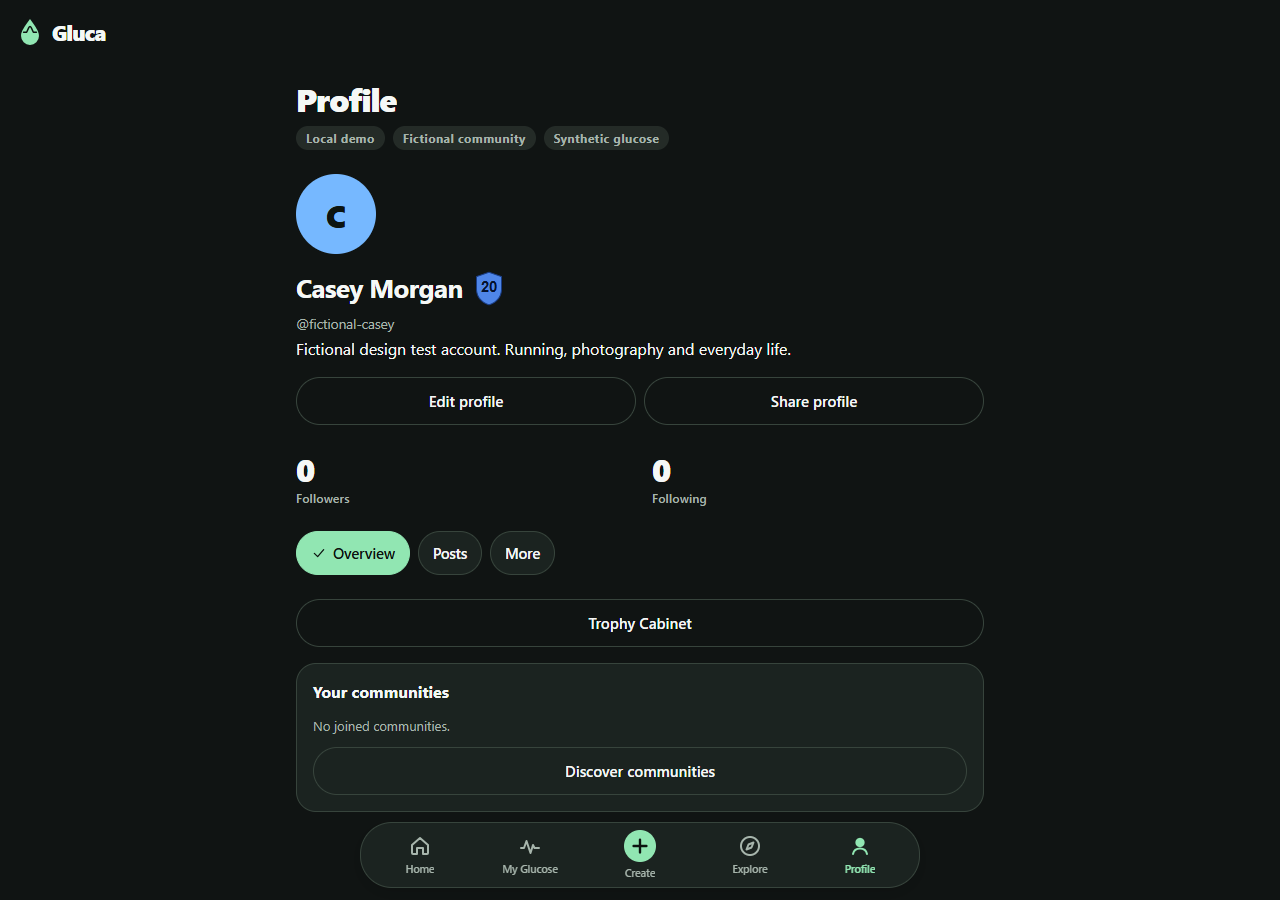 Gluca
Profile
Local demo Fictional community Synthetic glucose
C
Casey Morgan 20
@fictional-casey
Fictional design test account. Running, photography and everyday life.
Edit profile Share profile
0 0
Followers Following
Overview Posts More
Trophy Cabinet
Your communities
No joined communities.
Discover communities
Home My Glucose Create Explore Profile